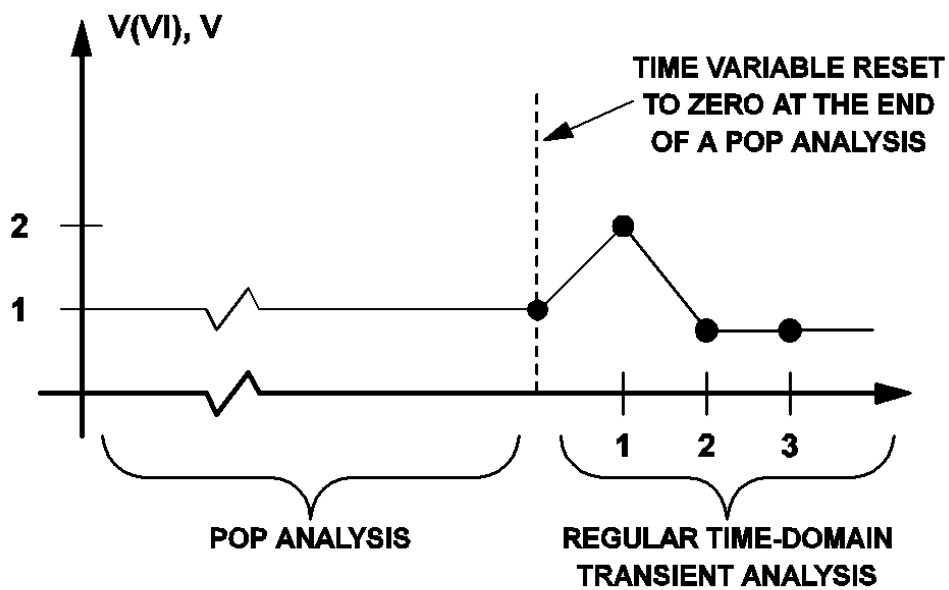 V(VI), V
TIME VARIABLE RESET
TO ZERO AT THE END
OF A POP ANALYSIS
2
1
1 2 3
POP ANALYSIS
REGULAR TIME-DOMAIN
TRANSIENT ANALYSIS